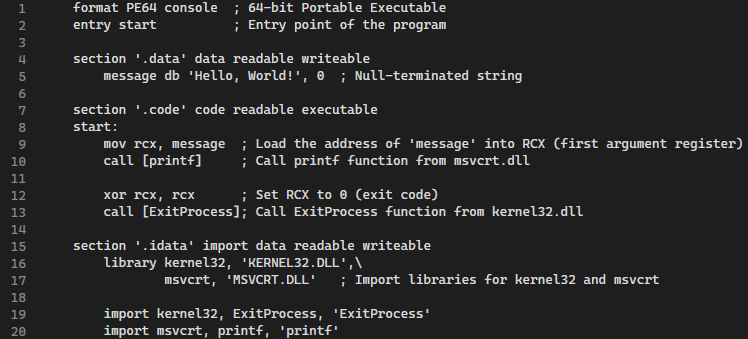 1 format PE64 console ; 64-bit Portable Executable
2 entry start ; Entry point of the program
3
4 section '.data' data readable writeable
5 message db 'Hello, World!', 0 ; Null-terminated string
6
7 section '.code' code readable executable
8 start:
9 mov rcx, message ; Load the address of 'message' into RCX (first argument register)
10 call [printf] ; Call printf function from msvcrt.dll
11
12 xor rcx, rcx ; Set RCX to 0 (exit code)
13 call [ExitProcess]; Call ExitProcess function from kernel32.dll
14
15 section '.idata' import data readable writeable
16 library kernel32, 'KERNEL32.DLL',\
17 msvcrt, 'MSVCRT.DLL' ; Import libraries for kernel32 and msvcrt
18
19 import kernel32, ExitProcess, 'ExitProcess'
20 import msvcrt, printf, 'printf'